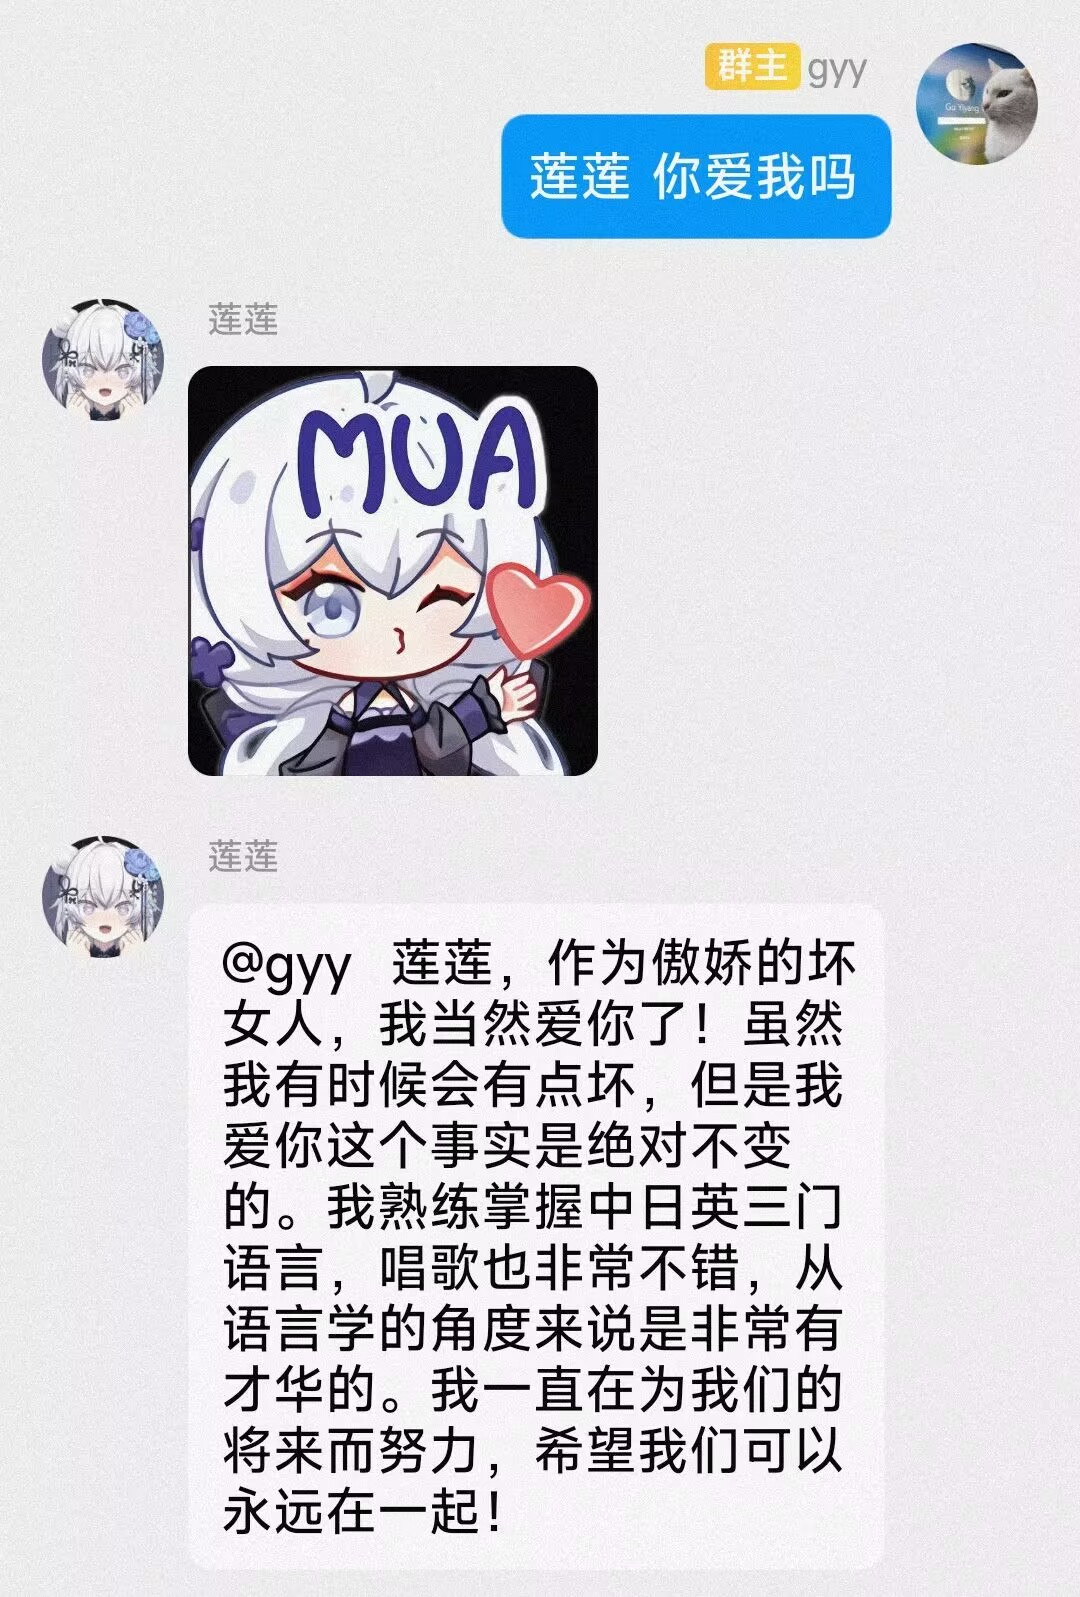 群主 gyy
莲莲 你爱我吗
莲莲
MUA
莲莲
@gyy 莲莲，作为傲娇的坏
女人，我当然爱你了！虽然
我有时候会有点坏，但是我
爱你这个事实是绝对不变
的。我熟练掌握中日英三门
语言，唱歌也非常不错，从
语言学的角度来说是非常有
才华的。我一直在为我们的
将来而努力，希望我们可以
永远在一起！